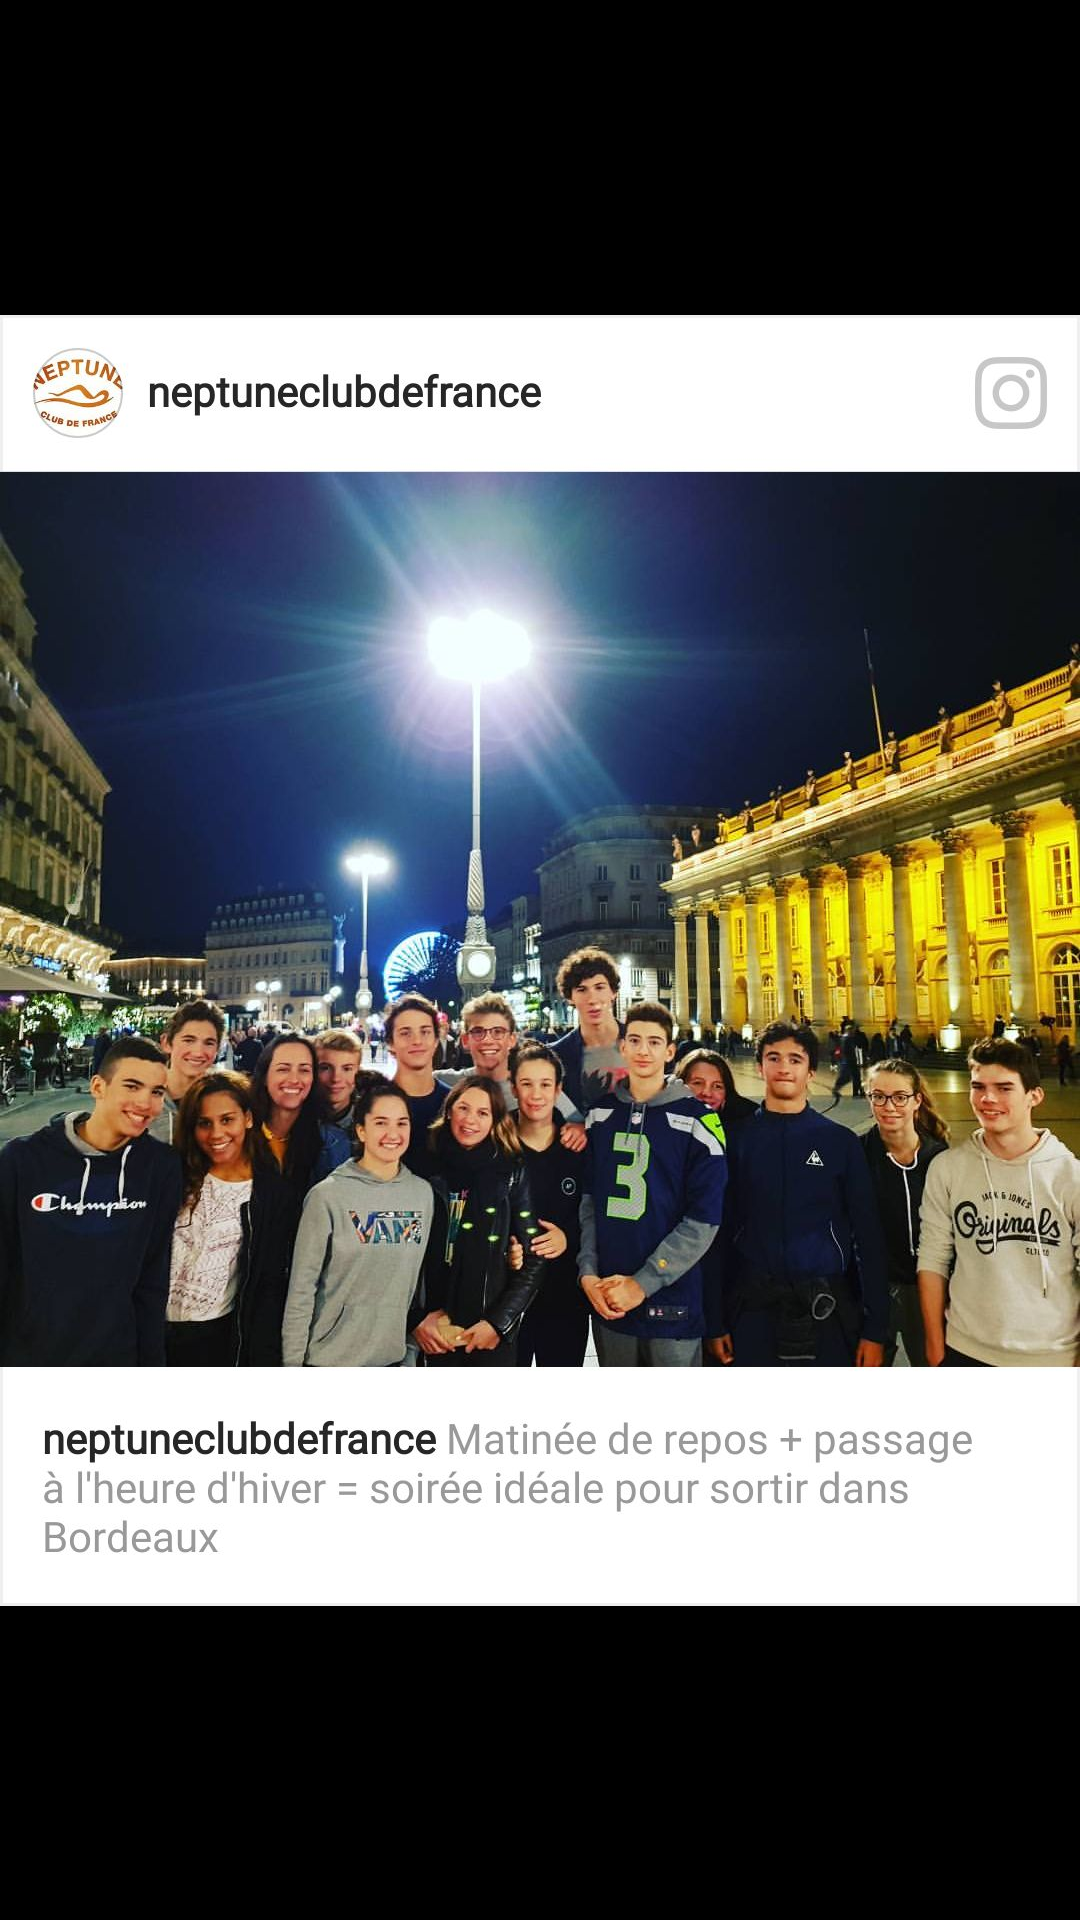 NEPTUNE
CLUB DE FRANCE
neptuneclubdefrance
Champion
VANS
3
JACK & JONES
Originals
neptuneclubdefrance Matinée de repos + passage
à l'heure d'hiver = soirée idéale pour sortir dans
Bordeaux